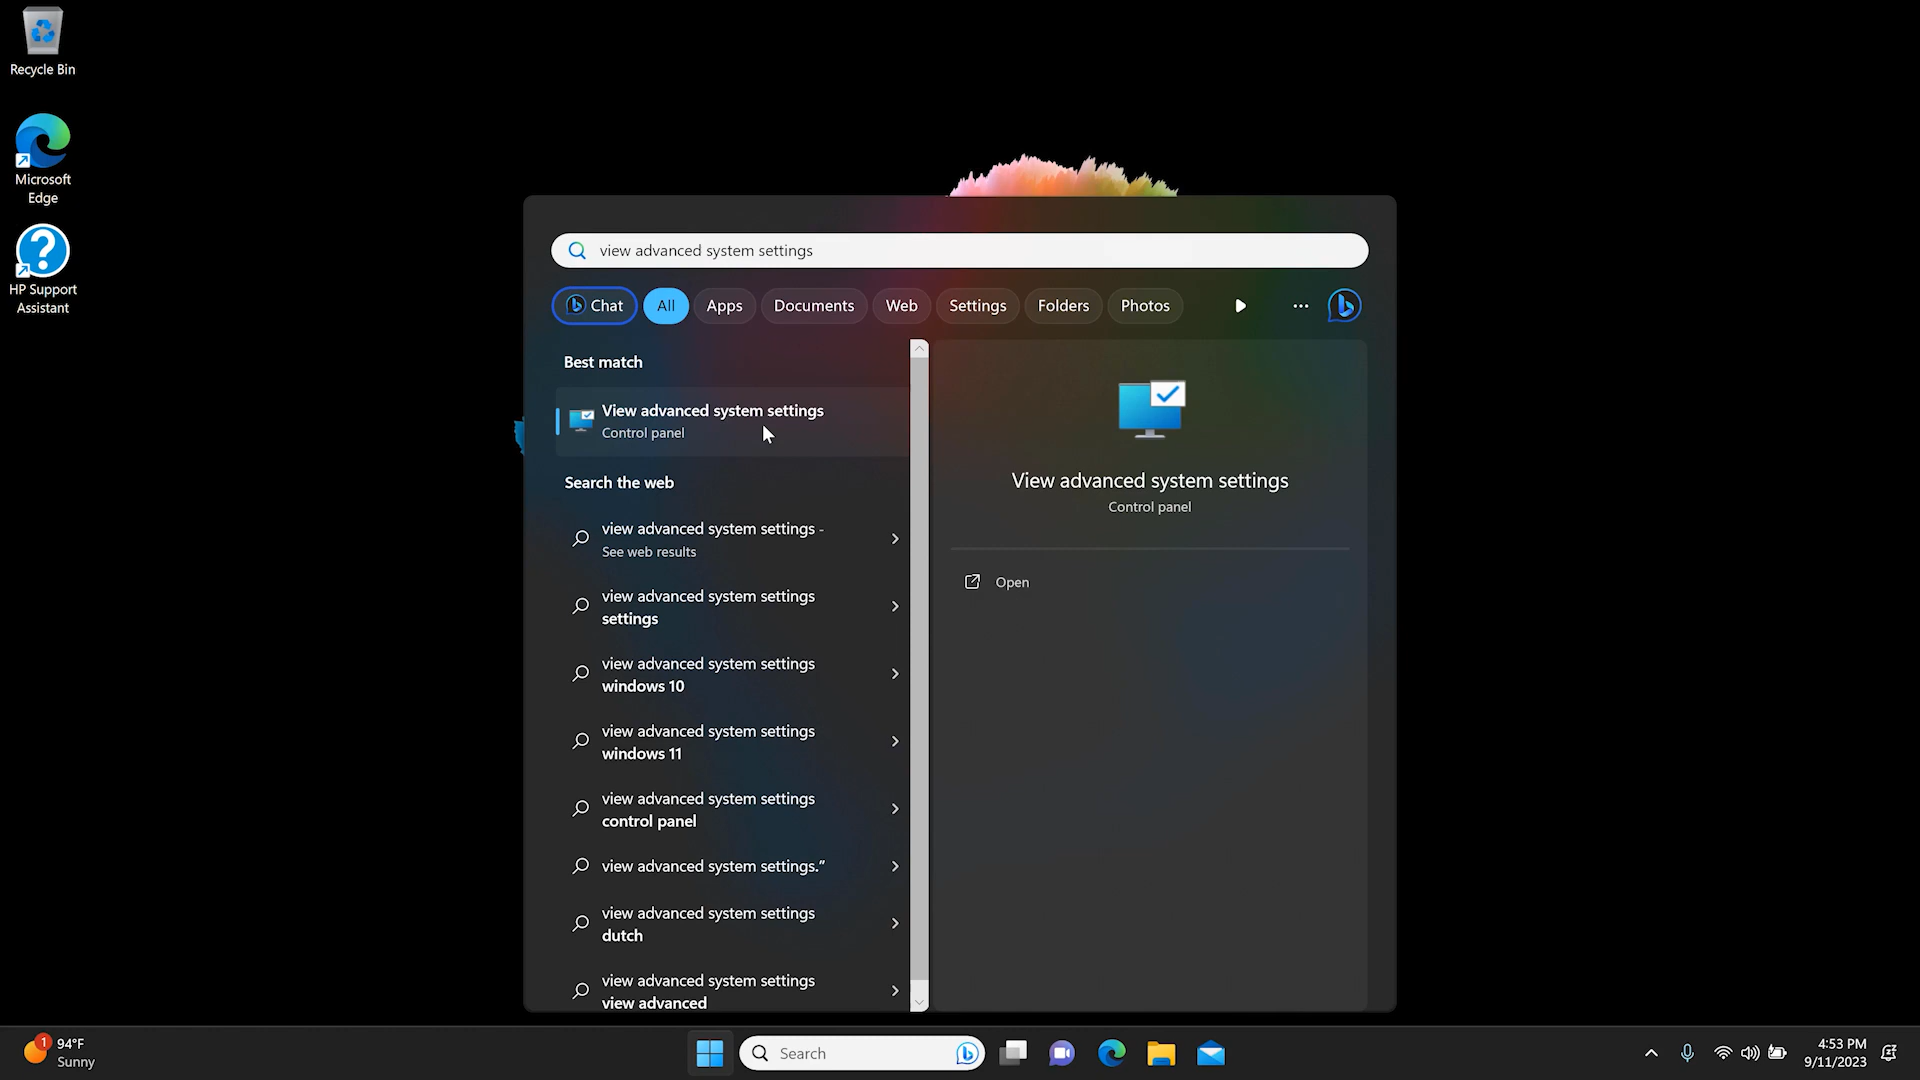 Recycle Bin
Microsoft
Edge
HP Support
Assistant
view advanced system settings
Chat
All
Apps
Documents
Web
Settings
Folders
Photos
Best match
View advanced system settings
Control panel
Search the web
view advanced system settings -
See web results
view advanced system settings
settings
view advanced system settings
windows 10
view advanced system settings
windows 11
view advanced system settings
control panel
view advanced system settings."
view advanced system settings
dutch
view advanced system settings
view advanced
View advanced system settings
Control panel
Open
1
94°F
Sunny
Search
4:53 PM
9/11/2023